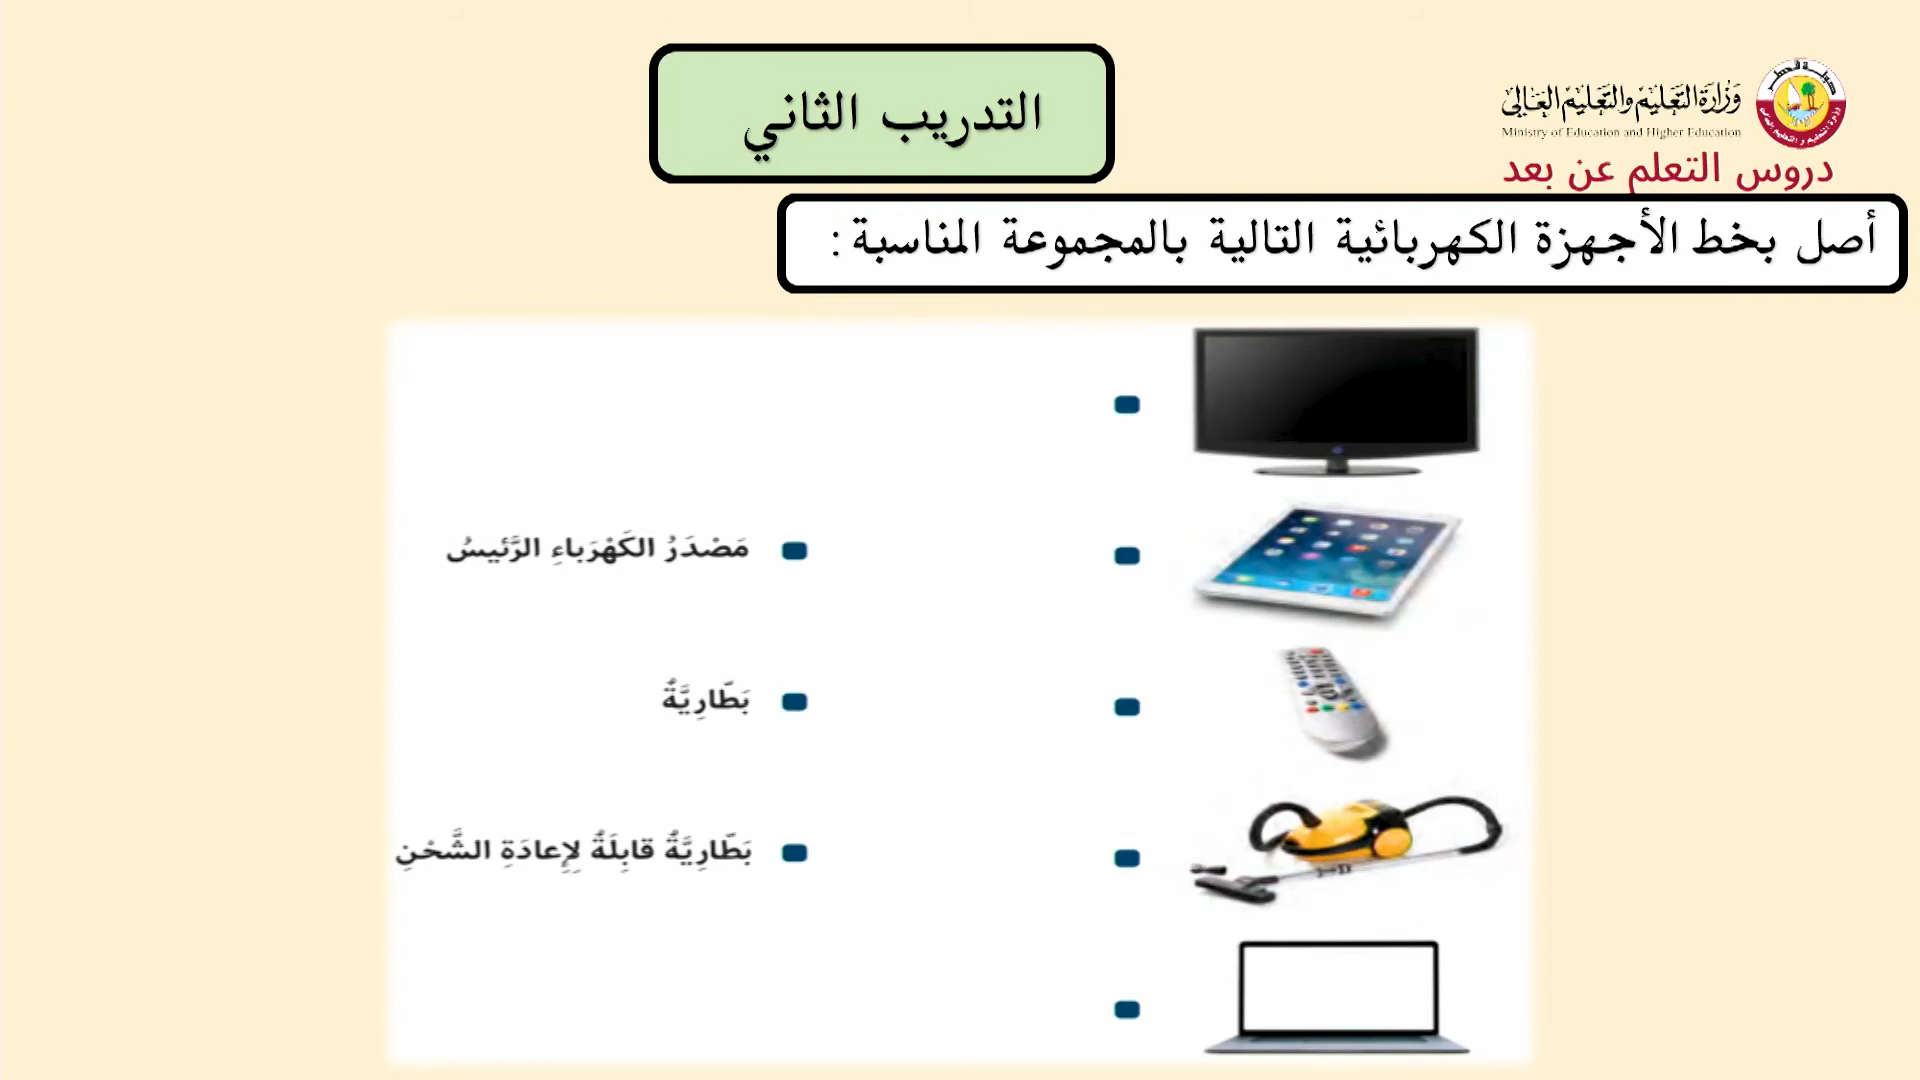 وزارة التعليم والتعليم العالي
Ministry of Education and Higher Education
دروس التعلم عن بعد
التدريب الثاني
أصل بخط الأجهزة الكهربائية التالية بالمجموعة المناسبة :
مَصْدَرُ الكَهْرَباءِ الرَّئيسُ
بَطّارِيَّةٌ
بَطّارِيَّةٌ قابِلَةٌ لِإِعادَةِ الشَّحْنِ